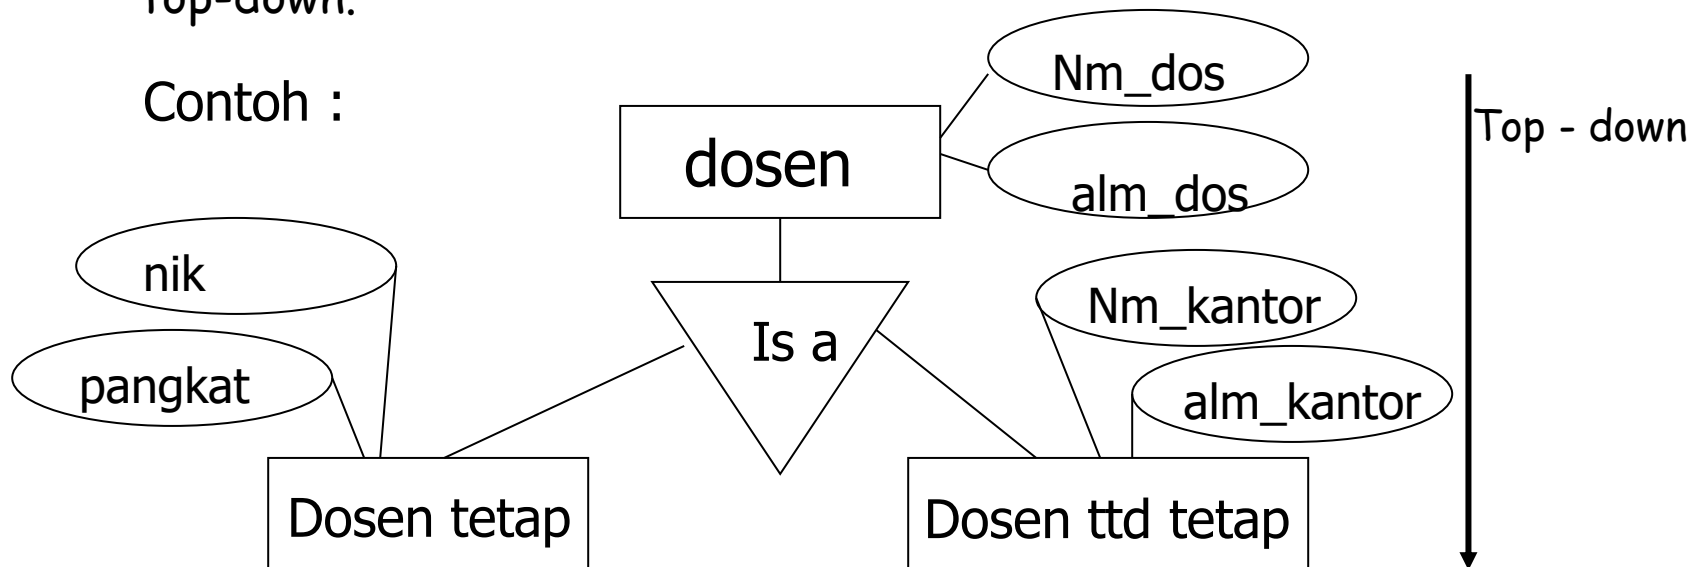 Top-down.
Contoh :
Nm_dos
Top - down
dosen
alm_dos
nik
Nm_kantor
Is a
pangkat
alm_kantor
Dosen tetap
Dosen ttd tetap